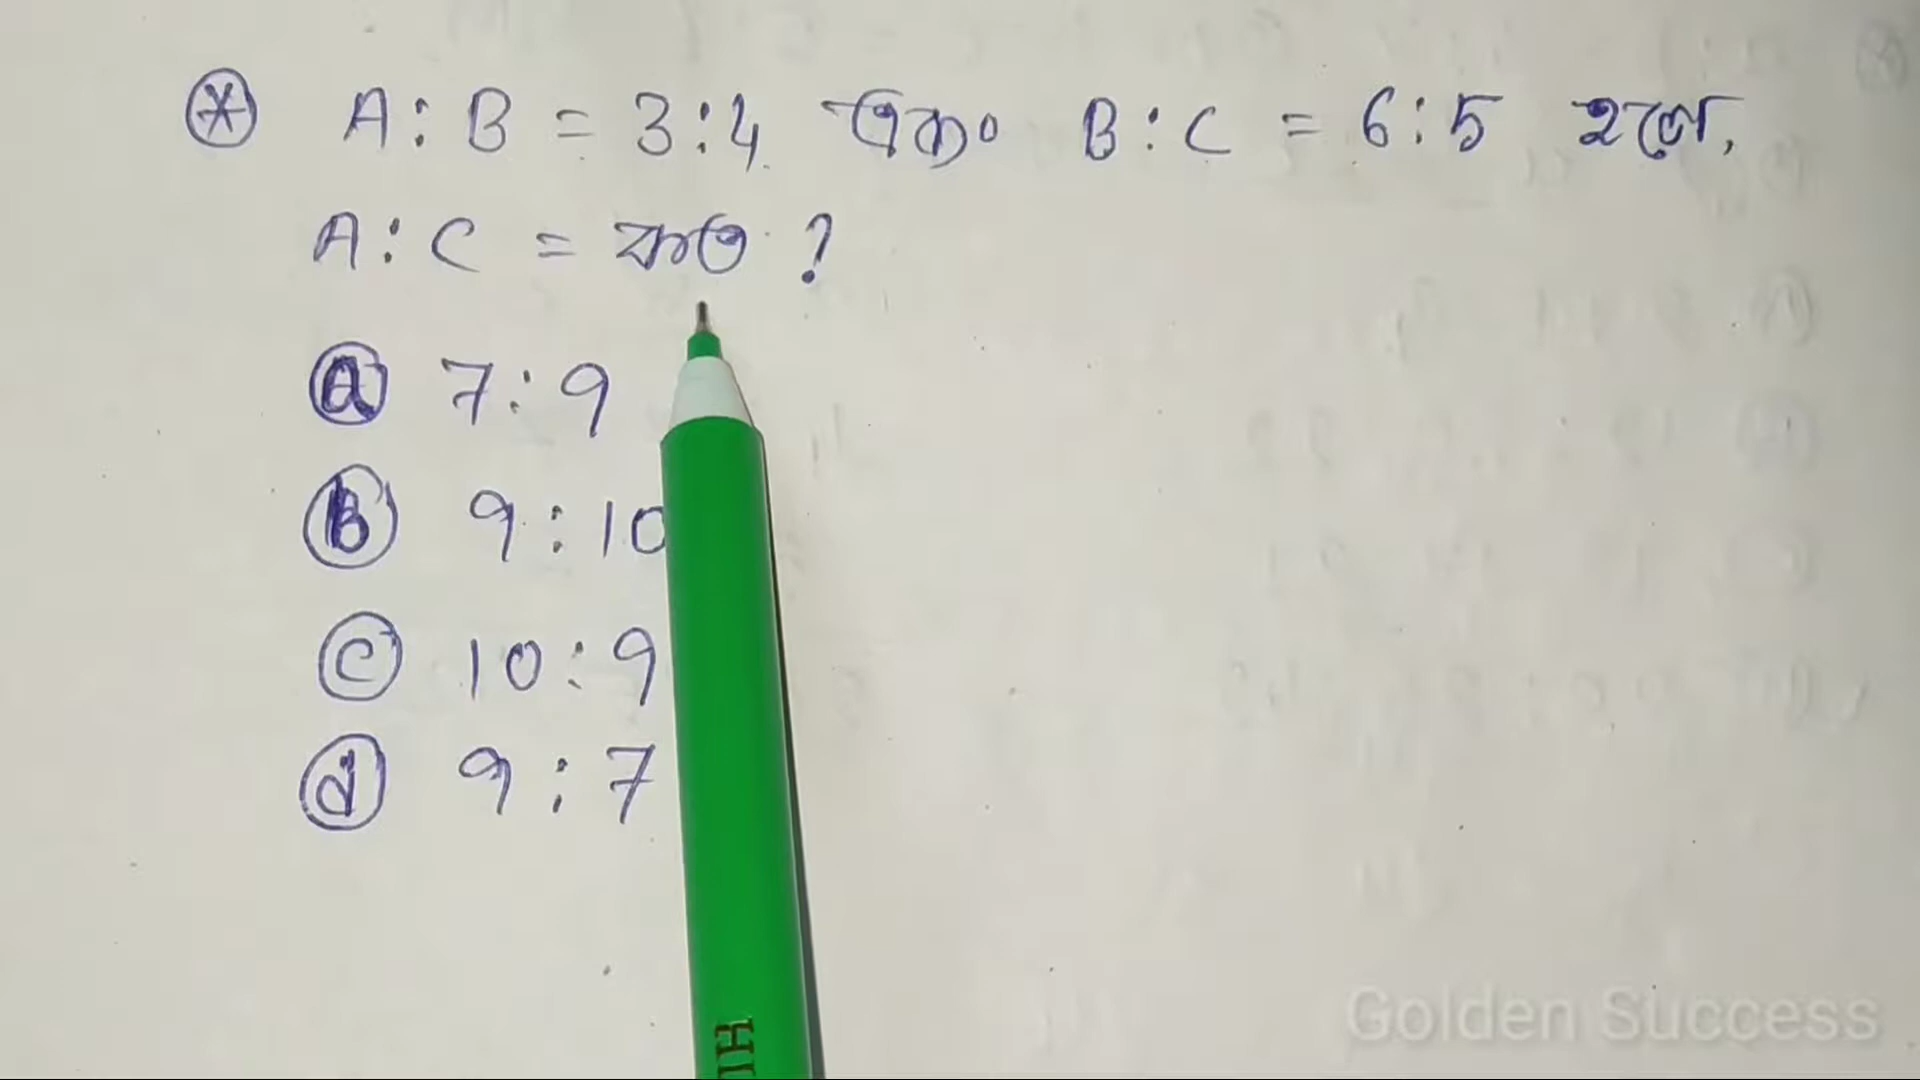 * A : B = 3 : 4 এবং B : C = 6 : 5 হলে,
A : C = কত ?
a 7 : 9
b 9 : 10
c 10 : 9
d 9 : 7
Golden Success